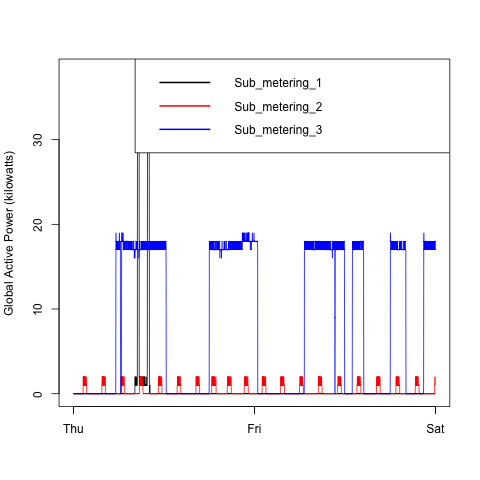 Sub_metering_1
Sub_metering_2
Sub_metering_3
Global Active Power (kilowatts)
30
20
10
0
Thu Fri Sat